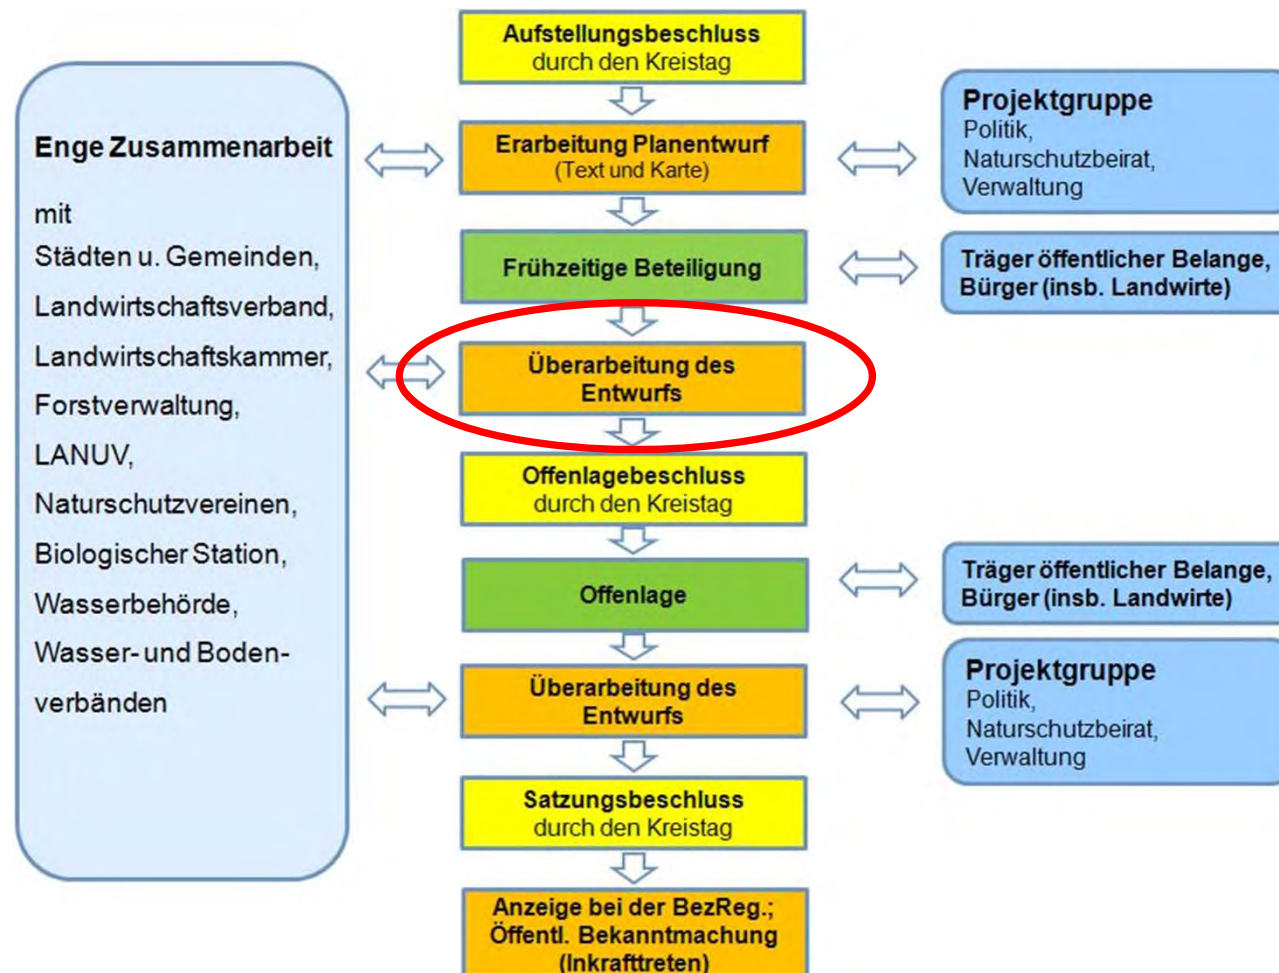 Enge Zusammenarbeit
mit
Städten u. Gemeinden,
Landwirtschaftsverband,
Landwirtschaftskammer,
Forstverwaltung,
LANUV,
Naturschutzvereinen,
Biologischer Station,
Wasserbehörde,
Wasser- und Boden-
verbänden
Aufstellungsbeschluss
durch den Kreistag
Erarbeitung Planentwurf
(Text und Karte)
Frühzeitige Beteiligung
Überarbeitung des
Entwurfs
Offenlagebeschluss
durch den Kreistag
Offenlage
Überarbeitung des
Entwurfs
Satzungsbeschluss
durch den Kreistag
Anzeige bei der BezReg.;
Öffentl. Bekanntmachung
(Inkrafttreten)
Projektgruppe
Politik,
Naturschutzbeirat,
Verwaltung
Träger öffentlicher Belange,
Bürger (insb. Landwirte)
Träger öffentlicher Belange,
Bürger (insb. Landwirte)
Projektgruppe
Politik,
Naturschutzbeirat,
Verwaltung